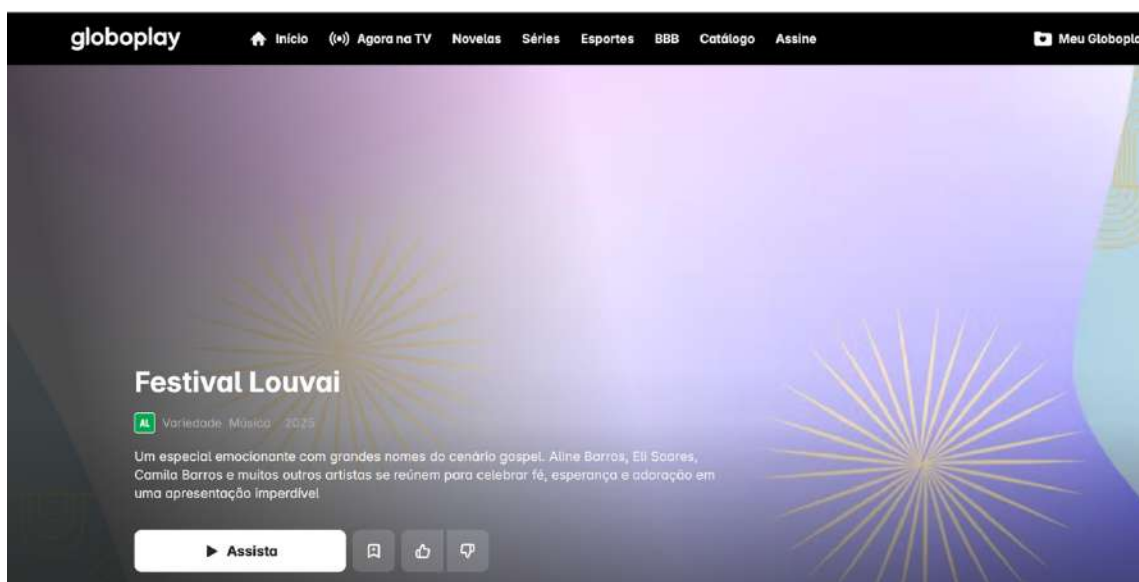 globoplay
Início
Agora na TV
Novelas
Séries
Esportes
BBB
Catálogo
Assine
Meu Globopla
Festival Louvai
AL Variedade Música 2025
Um especial emocionante com grandes nomes do cenário gospel. Aline Barros, Eli Soares,
Camila Barros e muitos outros artistas se reúnem para celebrar fé, esperança e adoração em
uma apresentação imperdível
Assista